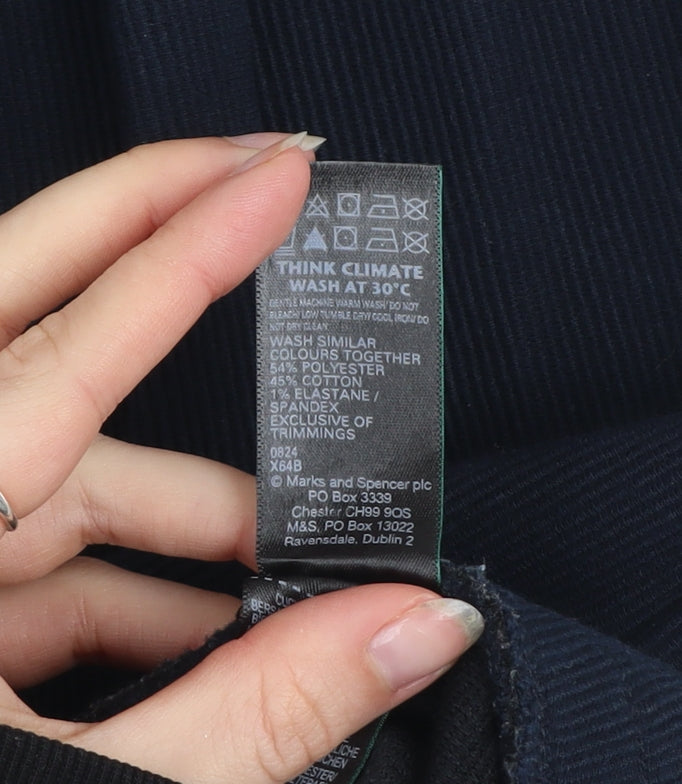 THINK CLIMATE
WASH AT 30°C
GENTLE MACHINE WARM WASH/ DO NOT
BLEACH/ LOW TUMBLE DRY/ COOL IRON/ DO
NOT DRY CLEAN
WASH SIMILAR
COLOURS TOGETHER
54% POLYESTER
45% COTTON
1% ELASTANE /
SPANDEX
EXCLUSIVE OF
TRIMMINGS
0824
X64B
© Marks and Spencer plc
PO Box 3339
Chester CH99 9OS
M&S, PO Box 13022
Ravensdale, Dublin 2